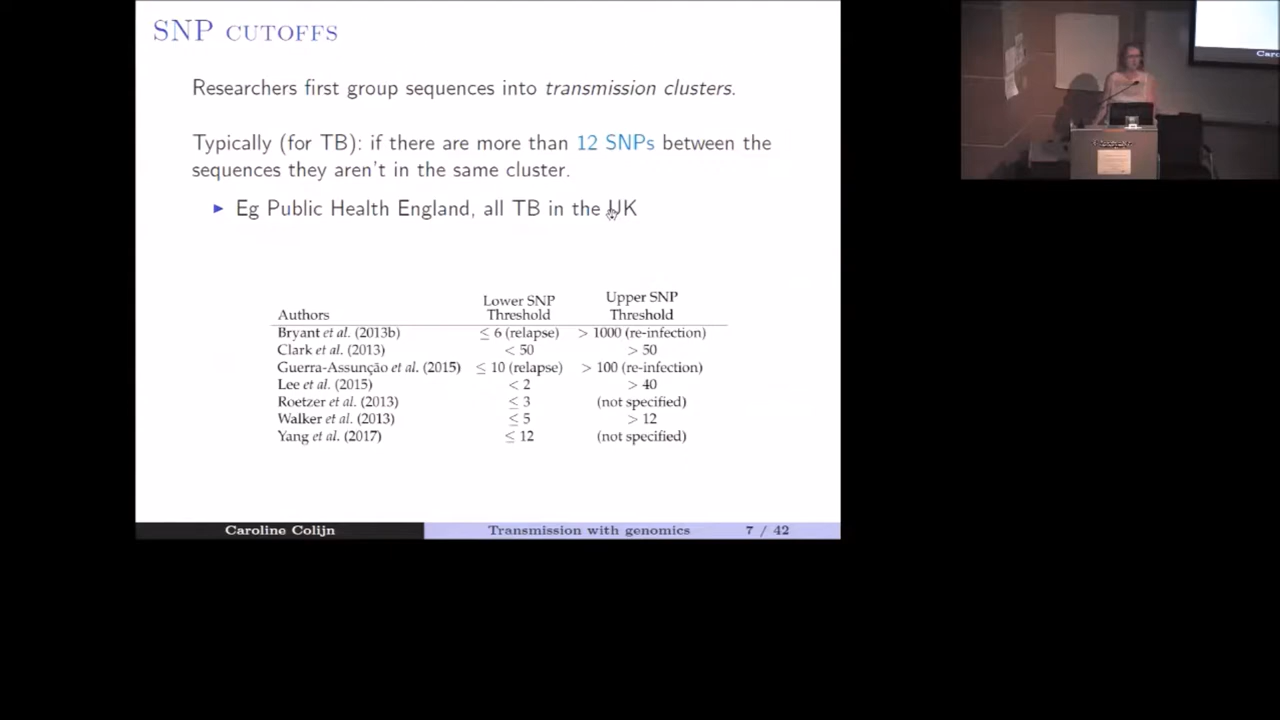 SNP CUTOFFS
Researchers first group sequences into transmission clusters.
Typically (for TB): if there are more than 12 SNPs between the
sequences they aren't in the same cluster.
▶ Eg Public Health England, all TB in the UK
Authors Lower SNP Threshold Upper SNP Threshold
Bryant et al. (2013b) ≤ 6 (relapse) > 1000 (re-infection)
Clark et al. (2013) < 50 > 50
Guerra-Assunção et al. (2015) ≤ 10 (relapse) > 100 (re-infection)
Lee et al. (2015) < 2 > 40
Roetzer et al. (2013) ≤ 3 (not specified)
Walker et al. (2013) ≤ 5 > 12
Yang et al. (2017) ≤ 12 (not specified)
Caroline Colijn Transmission with genomics 7 / 42